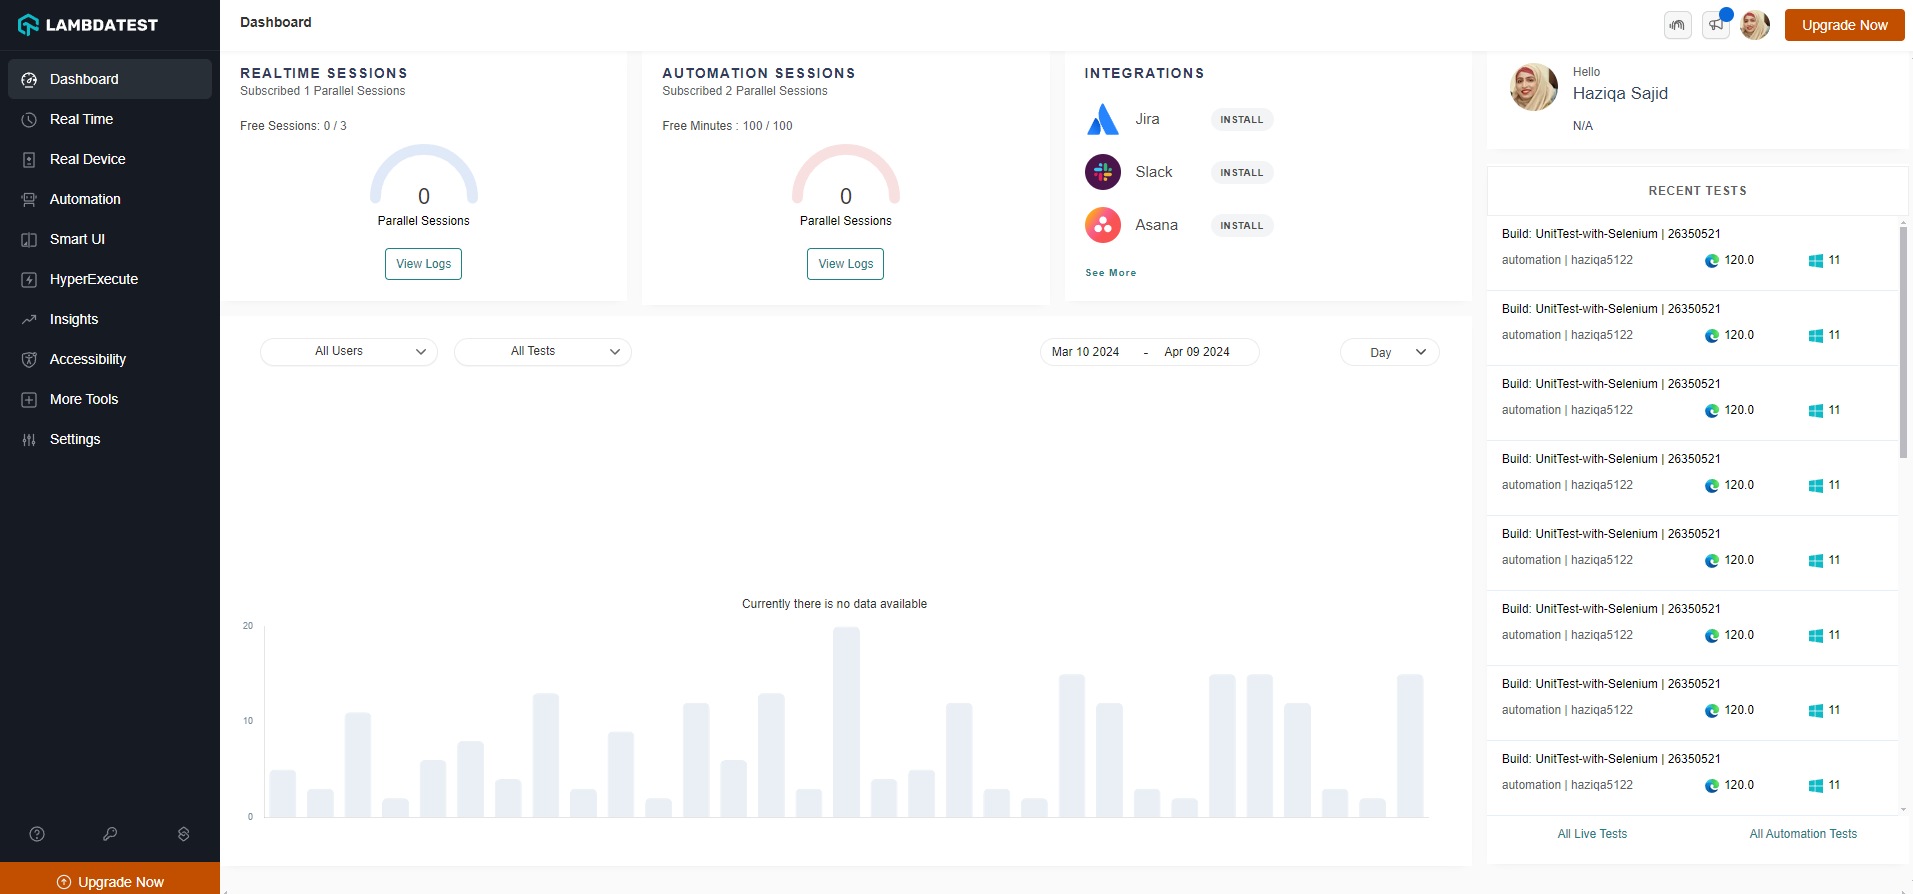 LAMBDATEST
Dashboard
Real Time
Real Device
Automation
Smart UI
HyperExecute
Insights
Accessibility
More Tools
Settings
Upgrade Now
Dashboard
Upgrade Now
REALTIME SESSIONS
Subscribed 1 Parallel Sessions
Free Sessions: 0 / 3
0
Parallel Sessions
View Logs
AUTOMATION SESSIONS
Subscribed 2 Parallel Sessions
Free Minutes : 100 / 100
0
Parallel Sessions
View Logs
INTEGRATIONS
Jira INSTALL
Slack INSTALL
Asana INSTALL
See More
Hello
Haziqa Sajid
N/A
All Users
All Tests
Mar 10 2024 - Apr 09 2024
Day
Currently there is no data available
20
10
0
RECENT TESTS
Build: UnitTest-with-Selenium | 26350521
automation | haziqa5122 120.0 11
Build: UnitTest-with-Selenium | 26350521
automation | haziqa5122 120.0 11
Build: UnitTest-with-Selenium | 26350521
automation | haziqa5122 120.0 11
Build: UnitTest-with-Selenium | 26350521
automation | haziqa5122 120.0 11
Build: UnitTest-with-Selenium | 26350521
automation | haziqa5122 120.0 11
Build: UnitTest-with-Selenium | 26350521
automation | haziqa5122 120.0 11
Build: UnitTest-with-Selenium | 26350521
automation | haziqa5122 120.0 11
Build: UnitTest-with-Selenium | 26350521
automation | haziqa5122 120.0 11
All Live Tests
All Automation Tests